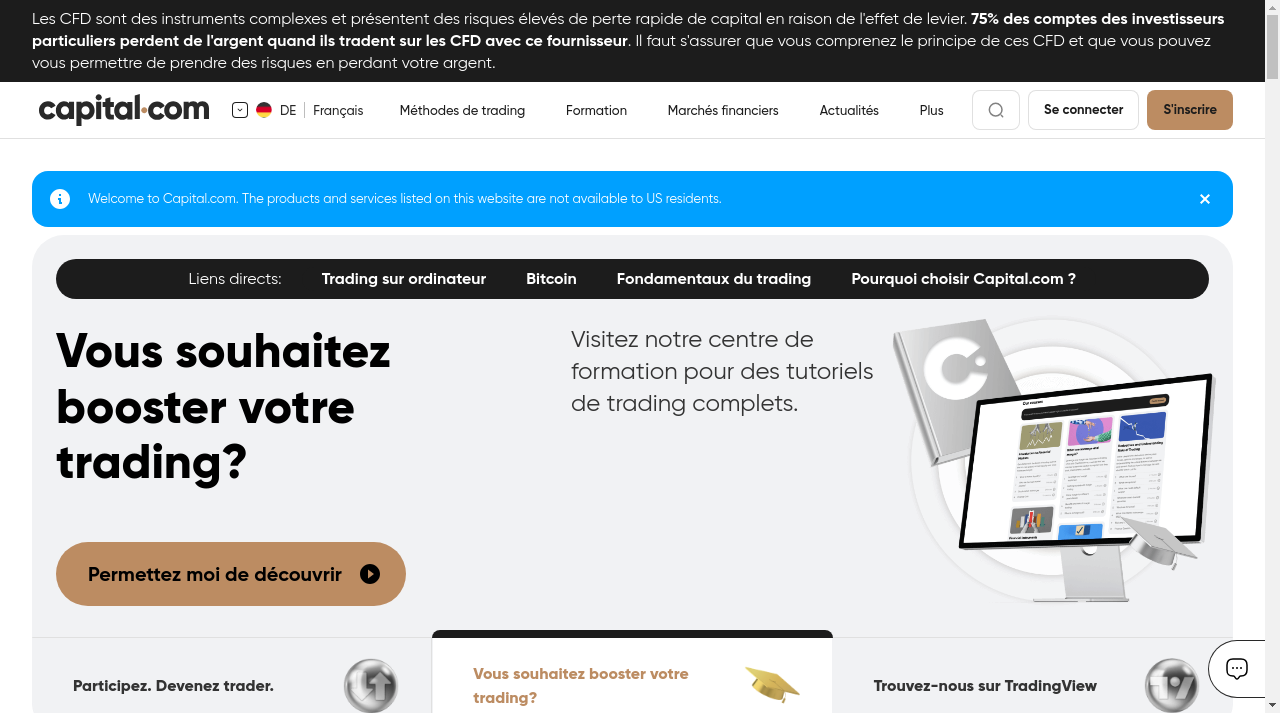 Les CFD sont des instruments complexes et présentent des risques élevés de perte rapide de capital en raison de l'effet de levier. 75% des comptes des investisseurs
particuliers perdent de l'argent quand ils tradent sur les CFD avec ce fournisseur. Il faut s'assurer que vous comprenez le principe de ces CFD et que vous pouvez
vous permettre de prendre des risques en perdant votre argent.
capital.com DE Français Méthodes de trading Formation Marchés financiers Actualités Plus Se connecter S'inscrire
Welcome to Capital.com. The products and services listed on this website are not available to US residents.
Liens directs: Trading sur ordinateur Bitcoin Fondamentaux du trading Pourquoi choisir Capital.com ?
Vous souhaitez
booster votre
trading?
Visitez notre centre de
formation pour des tutoriels
de trading complets.
Permettez moi de découvrir
Participez. Devenez trader.
Vous souhaitez booster votre
trading?
Trouvez-nous sur TradingView